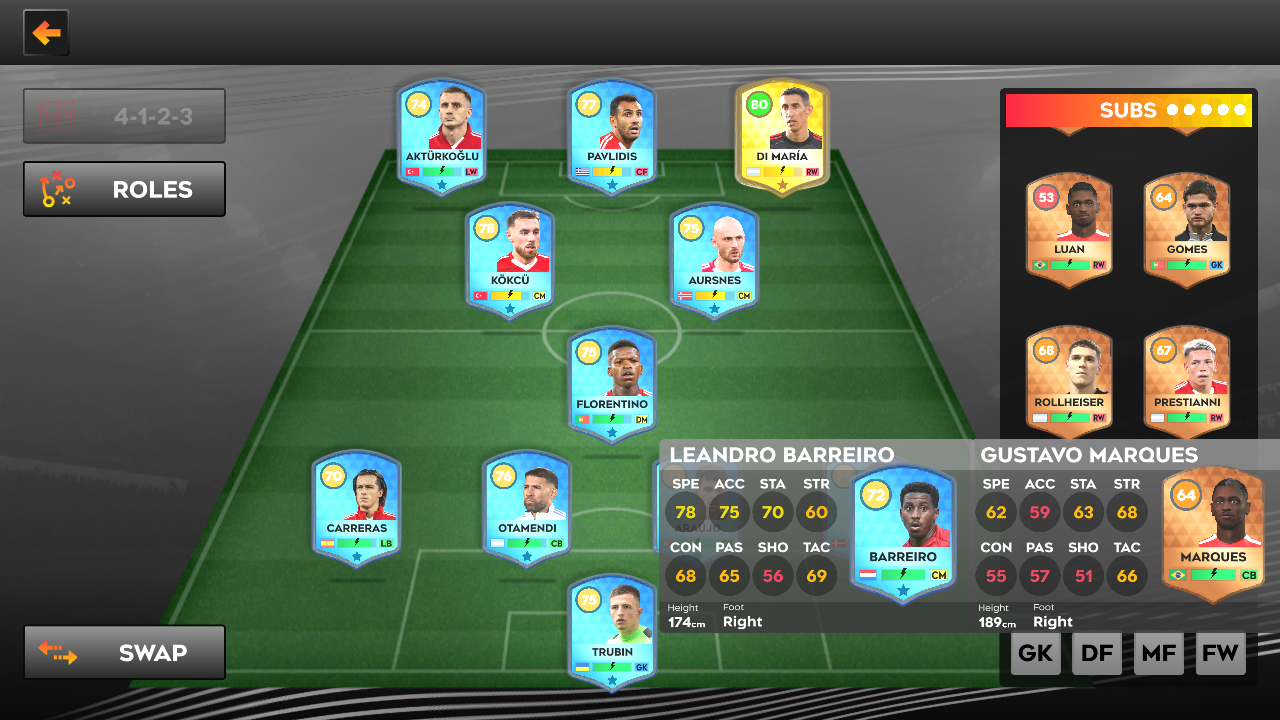 4-1-2-3
ROLES
SUBS
74
AKTÜRKOĞLU
LW
77
PAVLIDIS
CF
80
DI MARÍA
RW
78
KÖKCÜ
CM
75
AURSNES
CM
75
FLORENTINO
DM
70
CARRERAS
LB
76
OTAMENDI
CB
ARAUJO
75
TRUBIN
GK
53
LUAN
RW
64
GOMES
GK
68
ROLLHEISER
RW
67
PRESTIANNI
RW
LEANDRO BARREIRO
SPE ACC STA STR
78 75 70 60
CON PAS SHO TAC
68 65 56 69
Height Foot
174cm Right
72
BARREIRO
CM
GUSTAVO MARQUES
SPE ACC STA STR
62 59 63 68
CON PAS SHO TAC
55 57 51 66
Height Foot
189cm Right
64
MARQUES
CB
SWAP
GK DF MF FW